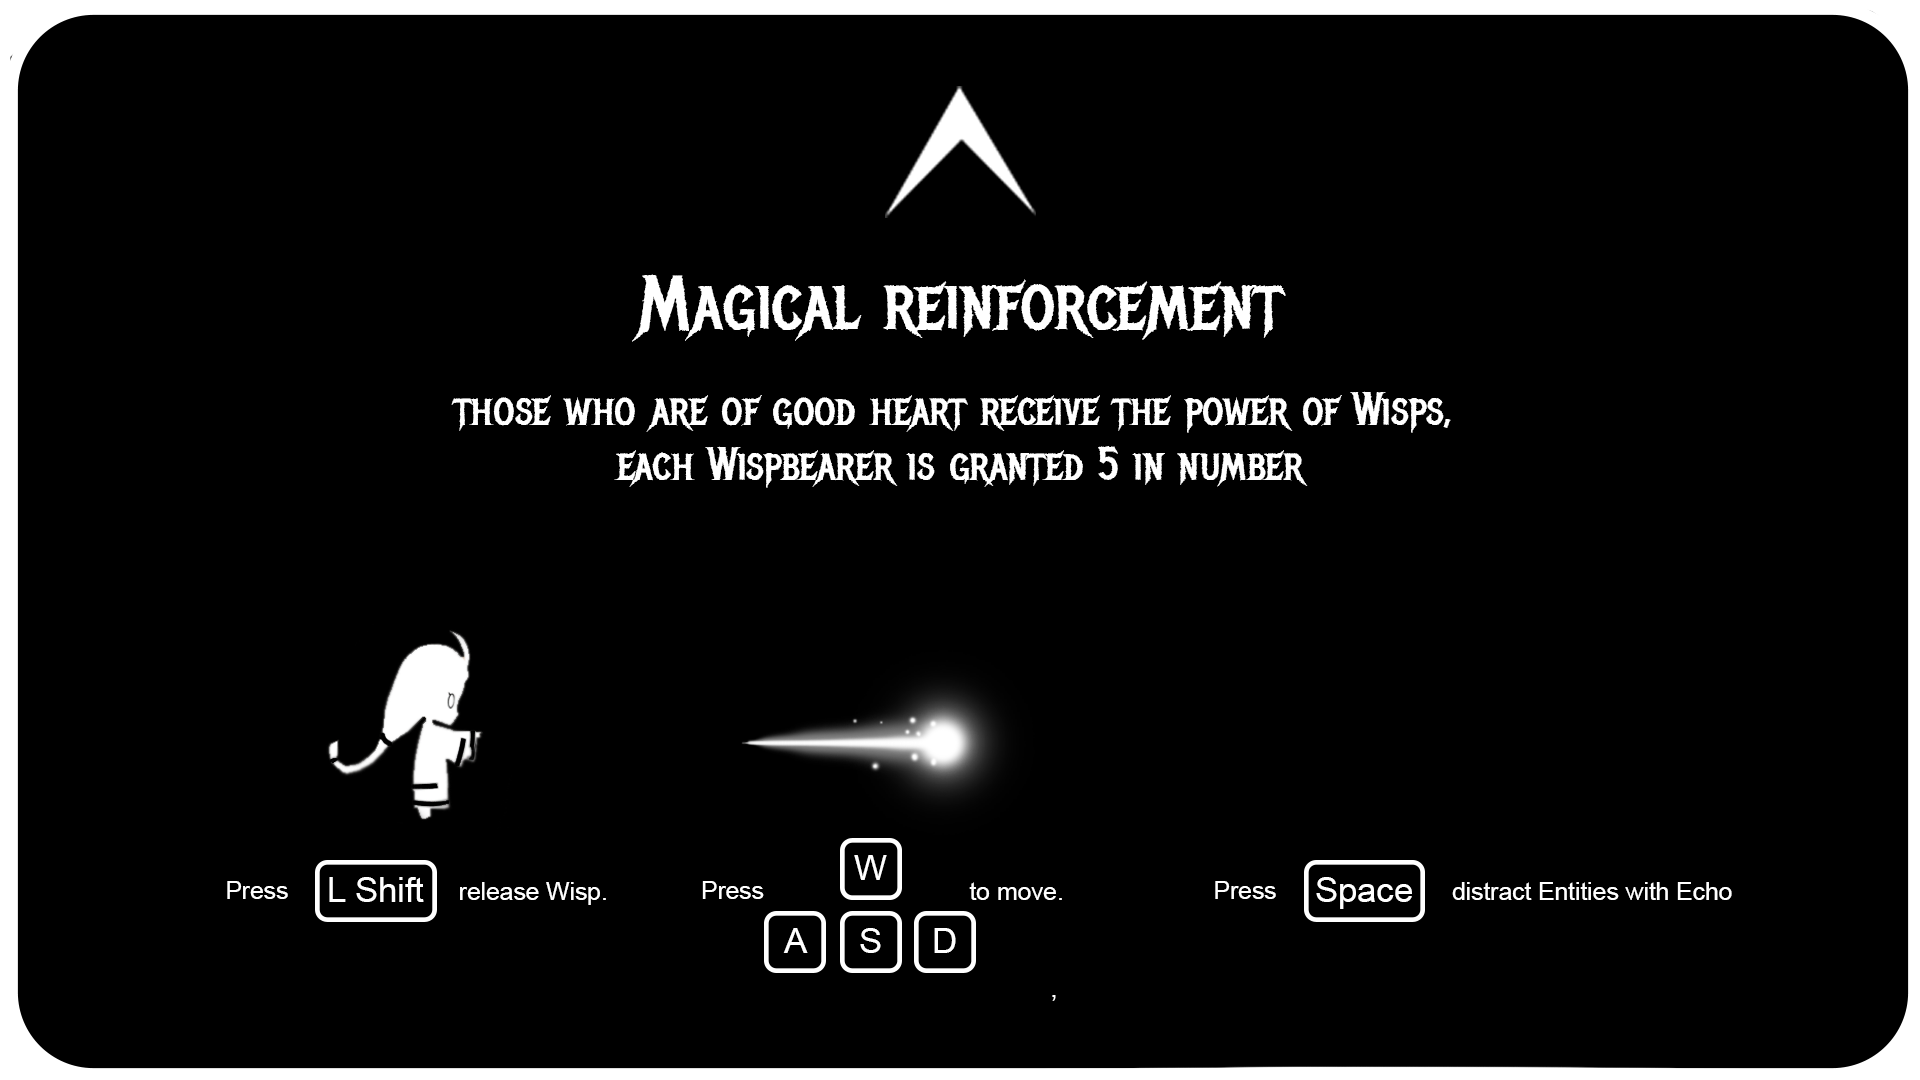 Magical reinforcement
those who are of good heart receive the power of Wisps,
each Wispbearer is granted 5 in number
Press L Shift release Wisp.
Press W A S D to move.
Press Space distract Entities with Echo
,